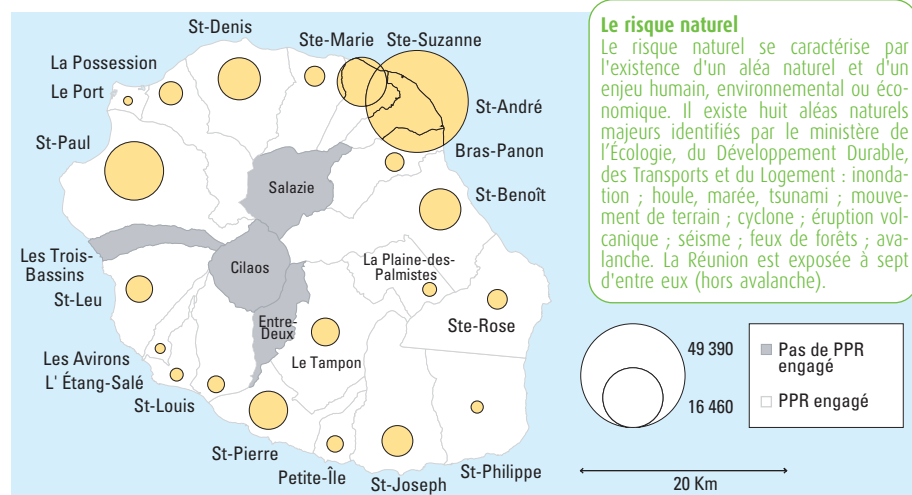 St-Denis
Ste-Marie
Ste-Suzanne
La Possession
Le Port
St-André
St-Paul
Bras-Panon
Salazie
St-Benoît
Les Trois-
Bassins
Cilaos
La Plaine-des-
Palmistes
St-Leu
Ste-Rose
Entre-
Deux
Le Tampon
Les Avirons
L' Étang-Salé
St-Louis
St-Pierre
Petite-Île
St-Joseph
St-Philippe
Le risque naturel
Le risque naturel se caractérise par
l'existence d'un aléa naturel et d'un
enjeu humain, environnemental ou éco-
nomique. Il existe huit aléas naturels
majeurs identifiés par le ministère de
l'Écologie, du Développement Durable,
des Transports et du Logement : inonda-
tion ; houle, marée, tsunami ; mouve-
ment de terrain ; cyclone ; éruption vol-
canique ; séisme ; feux de forêts ; ava-
lanche. La Réunion est exposée à sept
d'entre eux (hors avalanche).
49 390
16 460
Pas de PPR
engagé
PPR engagé
20 Km